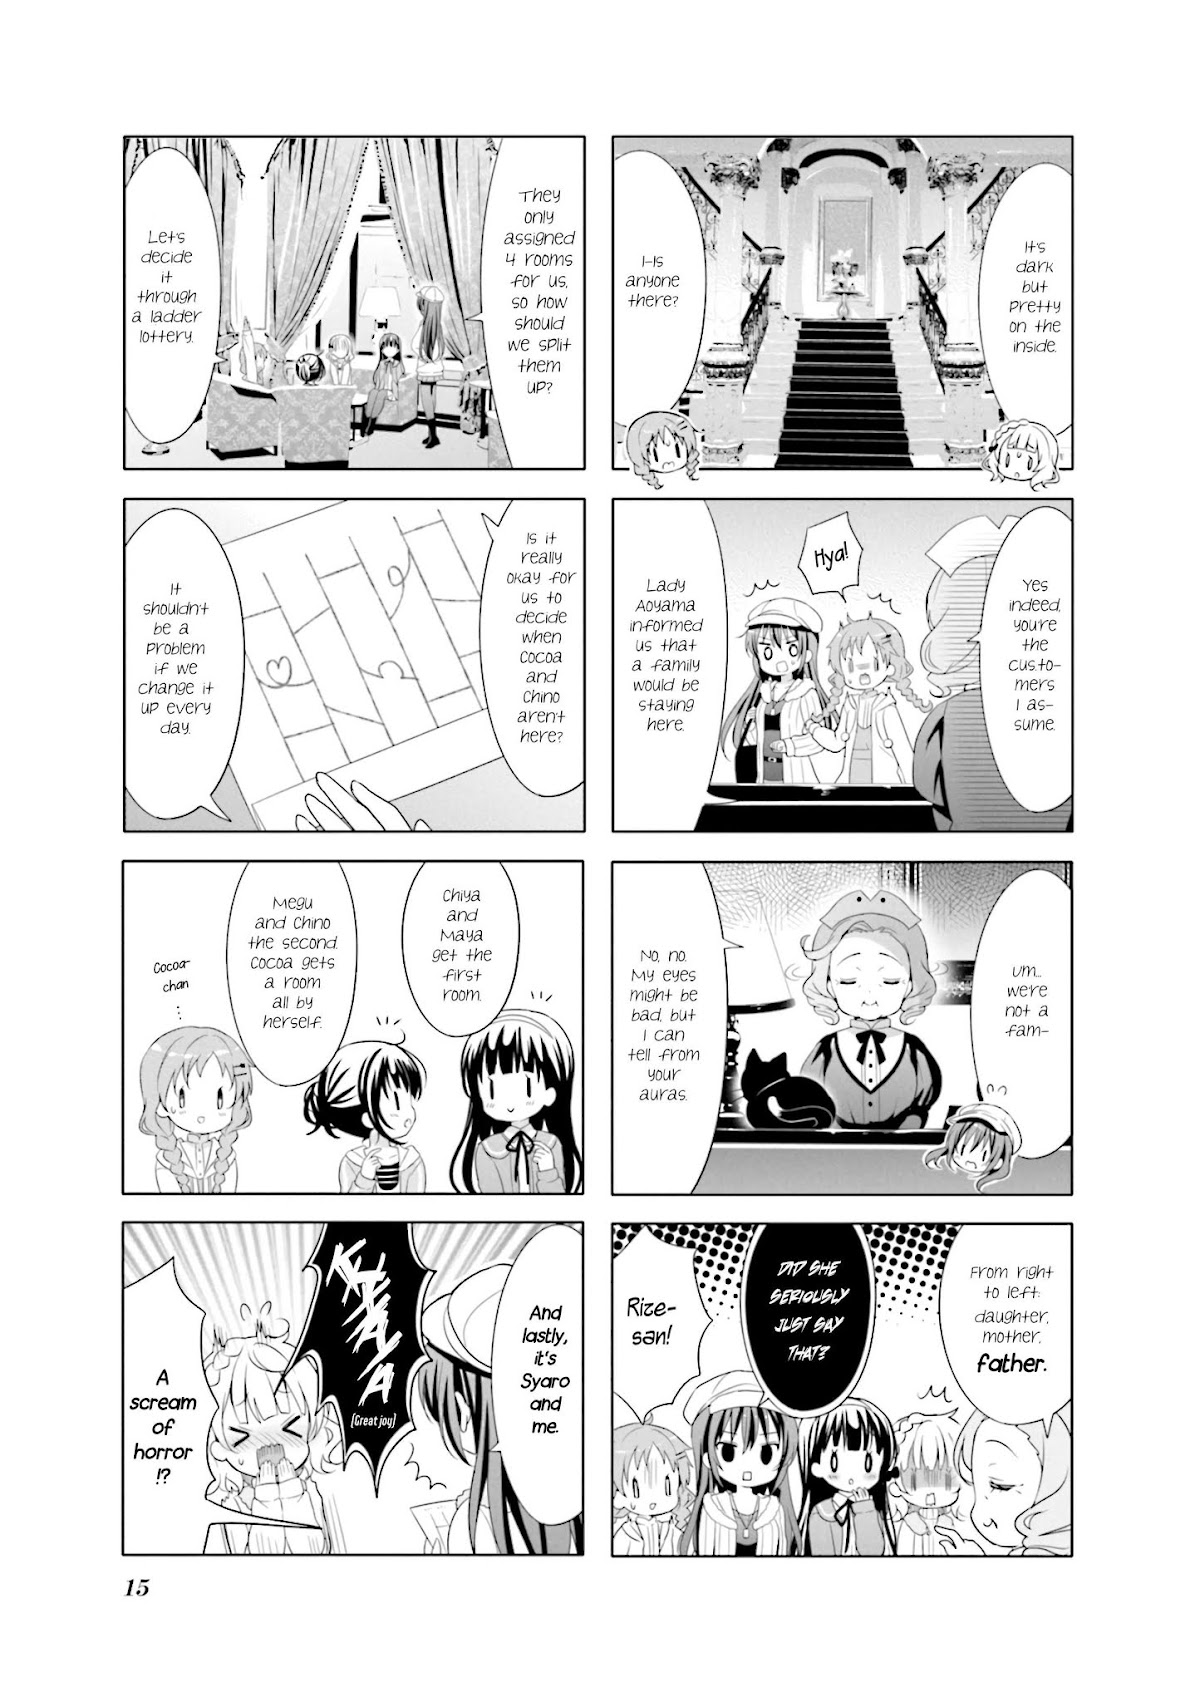 It's
dark
but
pretty
on the
inside.
I-Is
anyone
there?
Yes
indeed,
you're
the
custo-
mers
I as-
sume.
Hya!
Lady
Aoyama
informed
us that
a family
would be
staying
here.
Um...
we're
not a
fam-
No, no.
My eyes
might be
bad, but
I can
tell from
your
auras.
From right
to left:
daughter,
mother,
father.
DID SHE
SERIOUSLY
JUST SAY
THAT?
Rize-
san!
They
only
assigned
4 rooms
for us,
so how
should
we split
them
up?
Let's
decide
it
through
a ladder
lottery.
Is it
really
okay for
us to
decide
when
Cocoa
and
Chino
aren't
here?
It
shouldn't
be a
problem
if we
change it
up every
day.
Chiya
and
Maya
get the
first
room.
Megu
and Chino
the second.
Cocoa gets
a room
all by
herself.
Cocoa-
chan
...
And
lastly,
it's
Syaro
and
me.
KYAAA
(Great joy)
A
scream
of
horror
!?
15